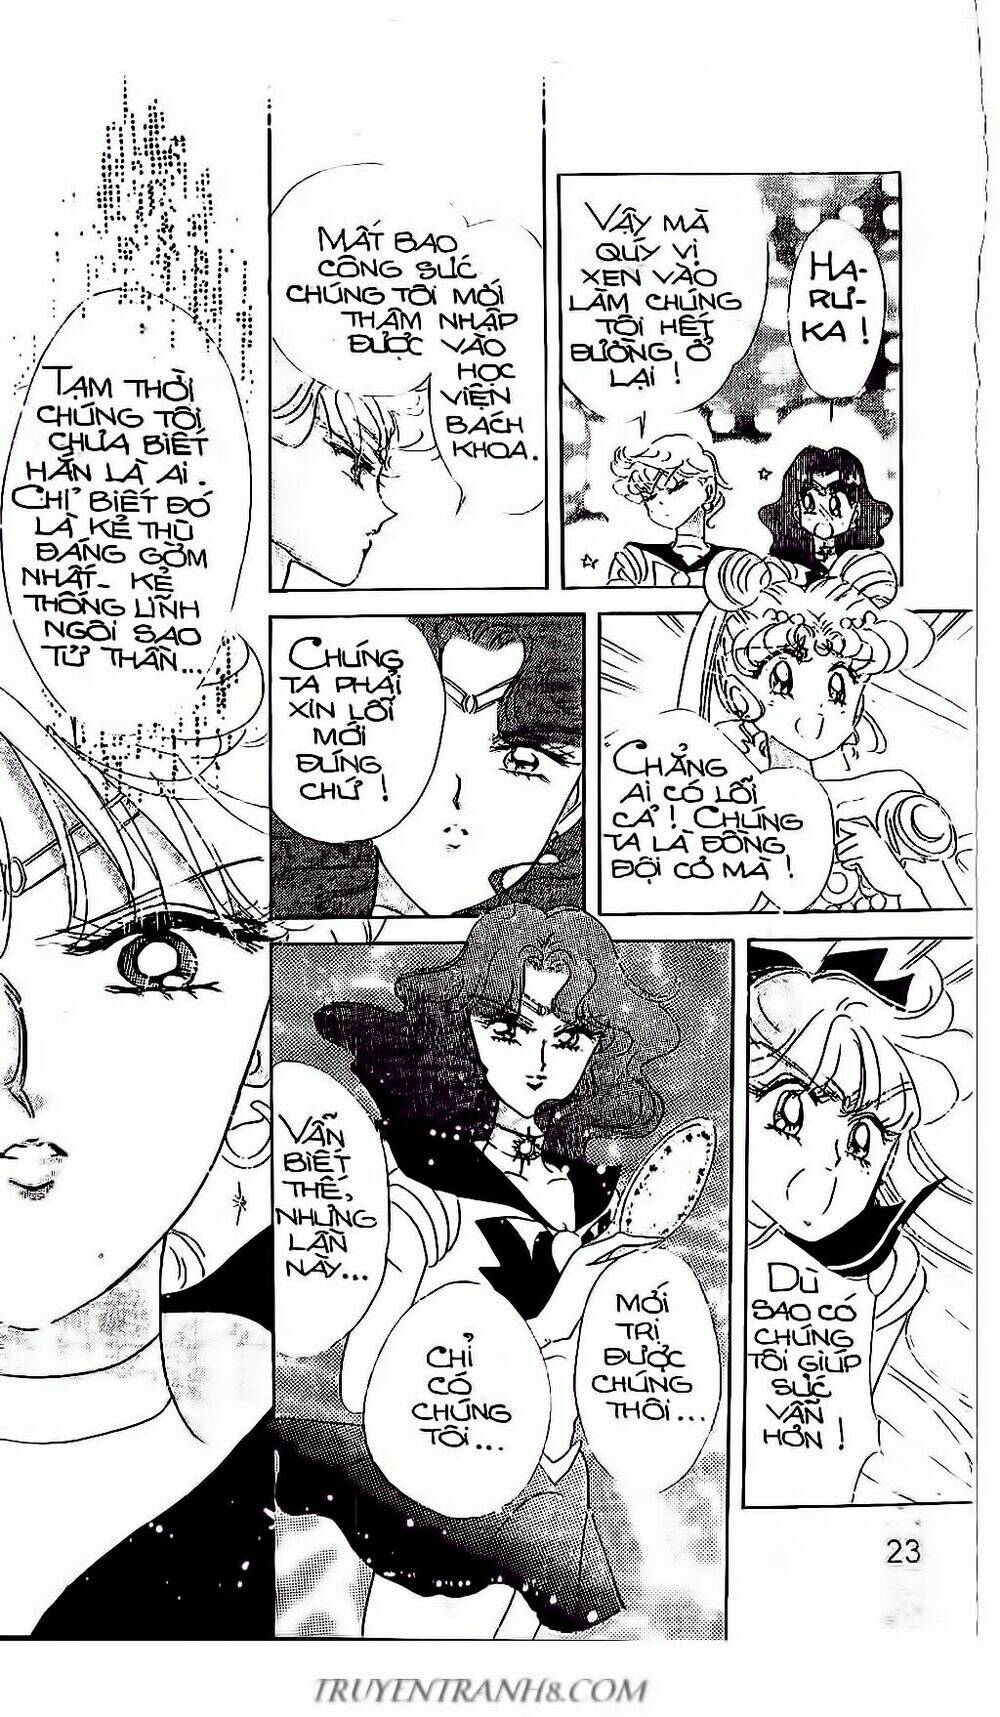 MẤT BAO
CÔNG SỨC
CHÚNG TÔI MỚI
THÂM NHẬP
ĐƯỢC VÀO
HỌC
VIỆN
BÁCH
KHOA.
VẬY MÀ
QUÝ VỊ
XEN VÀO
LÀM CHÚNG
TÔI HẾT
ĐƯỜNG Ở
LẠI!
HA-
RƯ-
KA!
CHÚNG
TA PHẢI
XIN LỖI
MỚI
ĐÚNG
CHỨ!
CHẲNG
AI CÓ LỖI
CẢ! CHÚNG
TA LÀ ĐỒNG
ĐỘI CƠ MÀ!
DÙ
SAO CÓ
CHÚNG
TÔI GIÚP
SỨC
VẪN
HƠN!
VẪN
BIẾT
THẾ,
NHƯNG
LẦN
NÀY...
CHỈ
CÓ
CHÚNG
TÔI...
MỚI
TRỊ
ĐƯỢC
CHÚNG
THÔI...
TẠM THỜI
CHÚNG TÔI
CHƯA BIẾT
HẮN LÀ AI.
CHỈ BIẾT ĐÓ
LÀ KẺ THÙ
ĐÁNG GỜM
NHẤT- KẺ
THỐNG LĨNH
NGÔI SAO
TỬ THẦN...
23
TRUYENTRANH8.COM